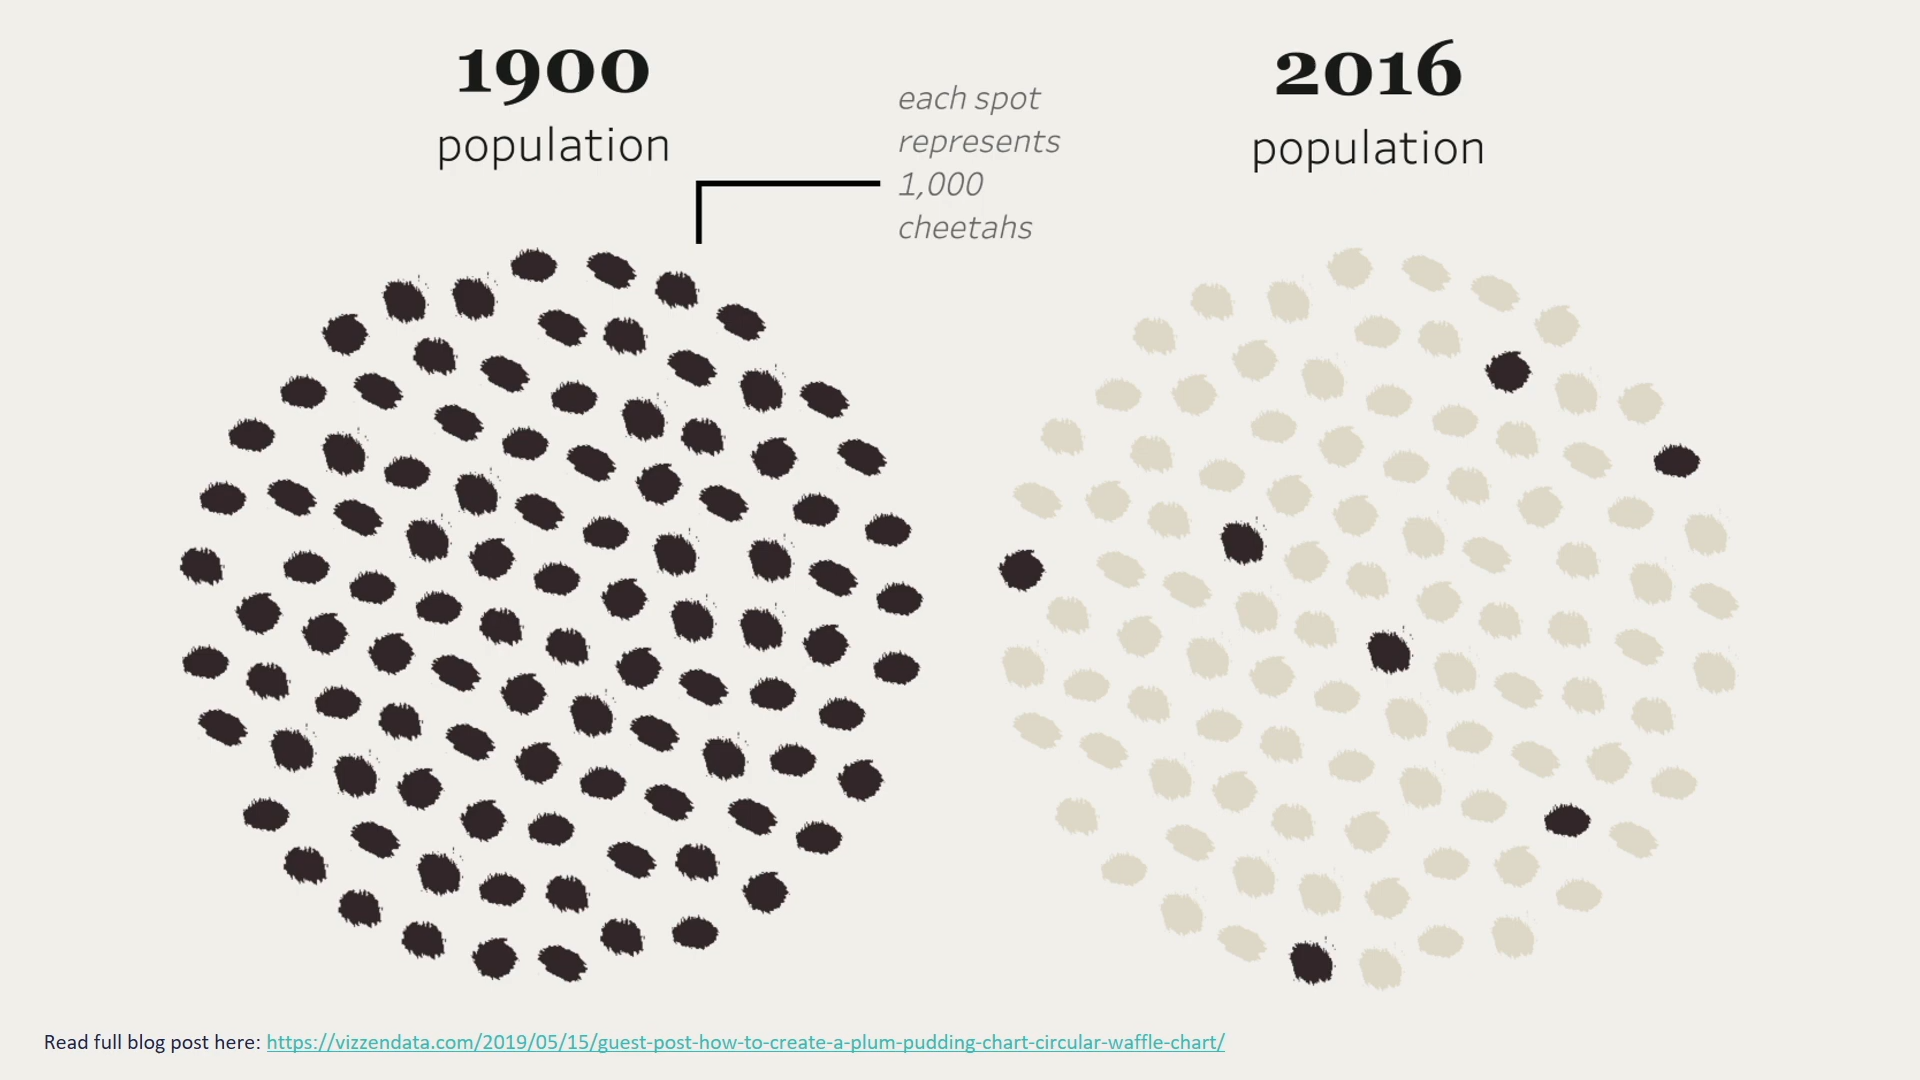 1900
population
each spot
represents
1,000
cheetahs
2016
population
Read full blog post here: https://vizzendata.com/2019/05/15/guest-post-how-to-create-a-plum-pudding-chart-circular-waffle-chart/